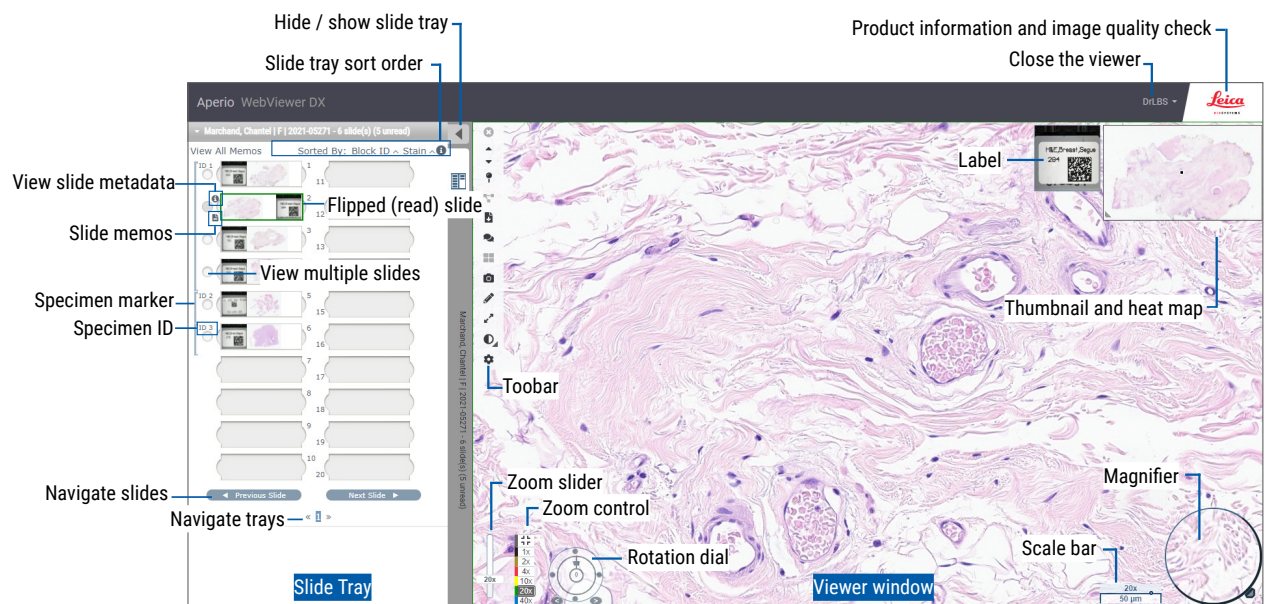 Hide / show slide tray
Product information and image quality check
Slide tray sort order
Close the viewer
Aperio WebViewer DX
DrLBS
Leica
BIOSYSTEMS
Marchand, Chantel | F | 2021-05271 - 6 slide(s) (5 unread)
View All Memos
Sorted By: Block ID Stain
ID 1
1
11
View slide metadata
2
Flipped (read) slide
12
Slide memos
3
13
View multiple slides
Specimen marker
ID 2
5
15
Specimen ID
ID 3
6
16
7
17
8
18
9
19
10
20
Navigate slides
Previous Slide
Next Slide
Navigate trays
« 1 »
Slide Tray
Marchand, Chantel | F | 2021-05271 - 6 slide(s) (5 unread)
Label
H&E,Breast,Segue
284
Thumbnail and heat map
Toobar
Zoom slider
Zoom control
20x
1x
2x
4x
10x
20x
40x
0
Rotation dial
Viewer window
Magnifier
Scale bar
20x
50 µm